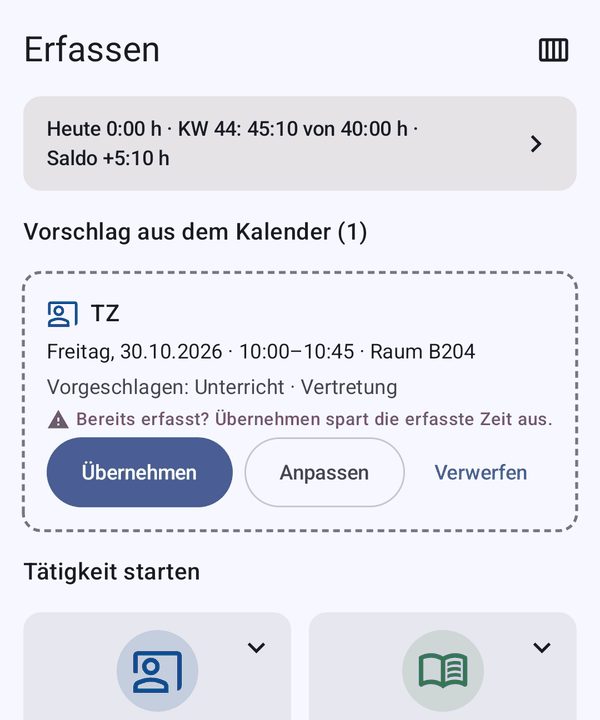 Erfassen
Heute 0:00 h · KW 44: 45:10 von 40:00 h ·
Saldo +5:10 h
Vorschlag aus dem Kalender (1)
TZ
Freitag, 30.10.2026 · 10:00–10:45 · Raum B204
Vorgeschlagen: Unterricht · Vertretung
Bereits erfasst? Übernehmen spart die erfasste Zeit aus.
Übernehmen Anpassen Verwerfen
Tätigkeit starten